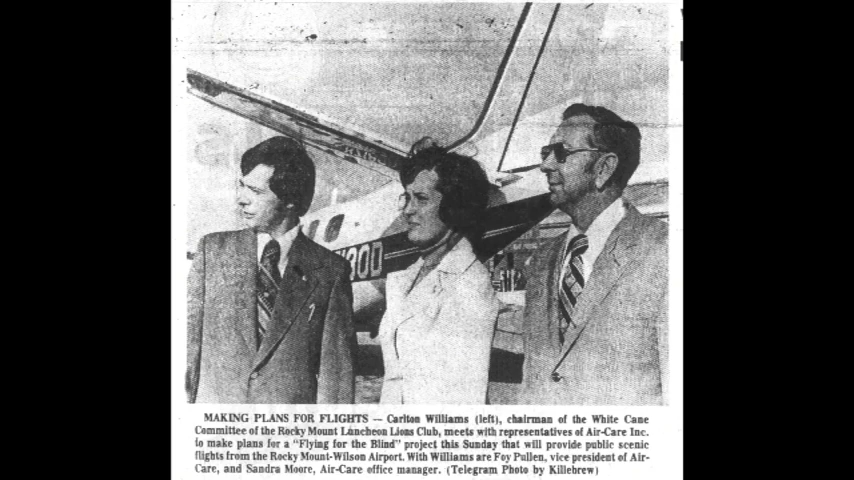 30D
MAKING PLANS FOR FLIGHTS — Carlton Williams (left), chairman of the White Cane
Committee of the Rocky Mount Luncheon Lions Club, meets with representatives of Air-Care Inc.
to make plans for a "Flying for the Blind" project this Sunday that will provide public scenic
flights from the Rocky Mount-Wilson Airport. With Williams are Foy Pullen, vice president of Air-
Care, and Sandra Moore, Air-Care office manager. (Telegram Photo by Killebrew)